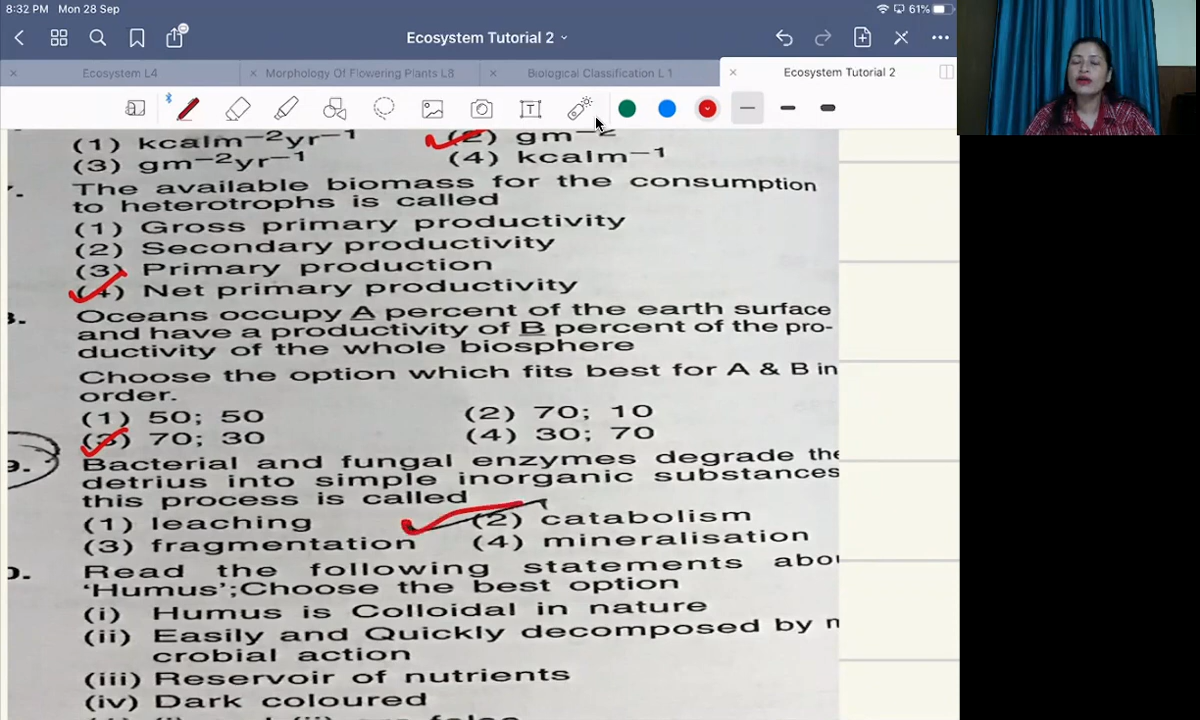 8:32 PM Mon 28 Sep
61%
Ecosystem Tutorial 2
Ecosystem L4
Morphology Of Flowering Plants L8
Biological Classification L 1
Ecosystem Tutorial 2
(1) kcalm⁻²yr⁻¹ (2) gm⁻²
(3) gm⁻²yr⁻¹ (4) kcalm⁻¹
The available biomass for the consumption
to heterotrophs is called
(1) Gross primary productivity
(2) Secondary productivity
(3) Primary production
(4) Net primary productivity
Oceans occupy A percent of the earth surface
and have a productivity of B percent of the pro-
ductivity of the whole biosphere
Choose the option which fits best for A & B in
order.
(1) 50; 50 (2) 70; 10
(3) 70; 30 (4) 30; 70
9. Bacterial and fungal enzymes degrade the
detrius into simple inorganic substances
this process is called
(1) leaching (2) catabolism
(3) fragmentation (4) mineralisation
Read the following statements abo
‘Humus’;Choose the best option
(i) Humus is Colloidal in nature
(ii) Easily and Quickly decomposed by m
crobial action
(iii) Reservoir of nutrients
(iv) Dark coloured